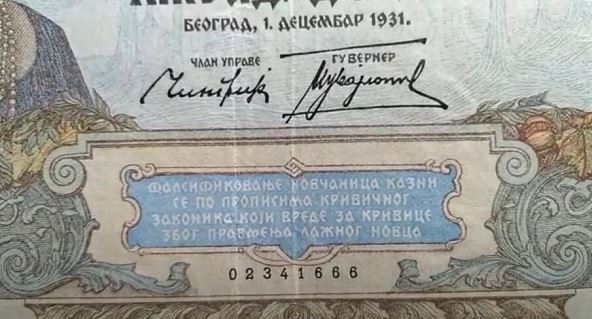 БЕОГРАД, 1. ДЕЦЕМБАР 1931.
ЧЛАН УПРАВЕ ГУВЕРНЕР
ФАЛСИФИКОВАЊЕ НОВЧАНИЦА КАЗНИ
СЕ ПО ПРОПИСИМА КРИВИЧНОГ
ЗАКОНИКА КОЈИ ВРЕДЕ ЗА КРИВИЦЕ
ЗБОГ ПРАВЉЕЊА ЛАЖНОГ НОВЦА
02341666